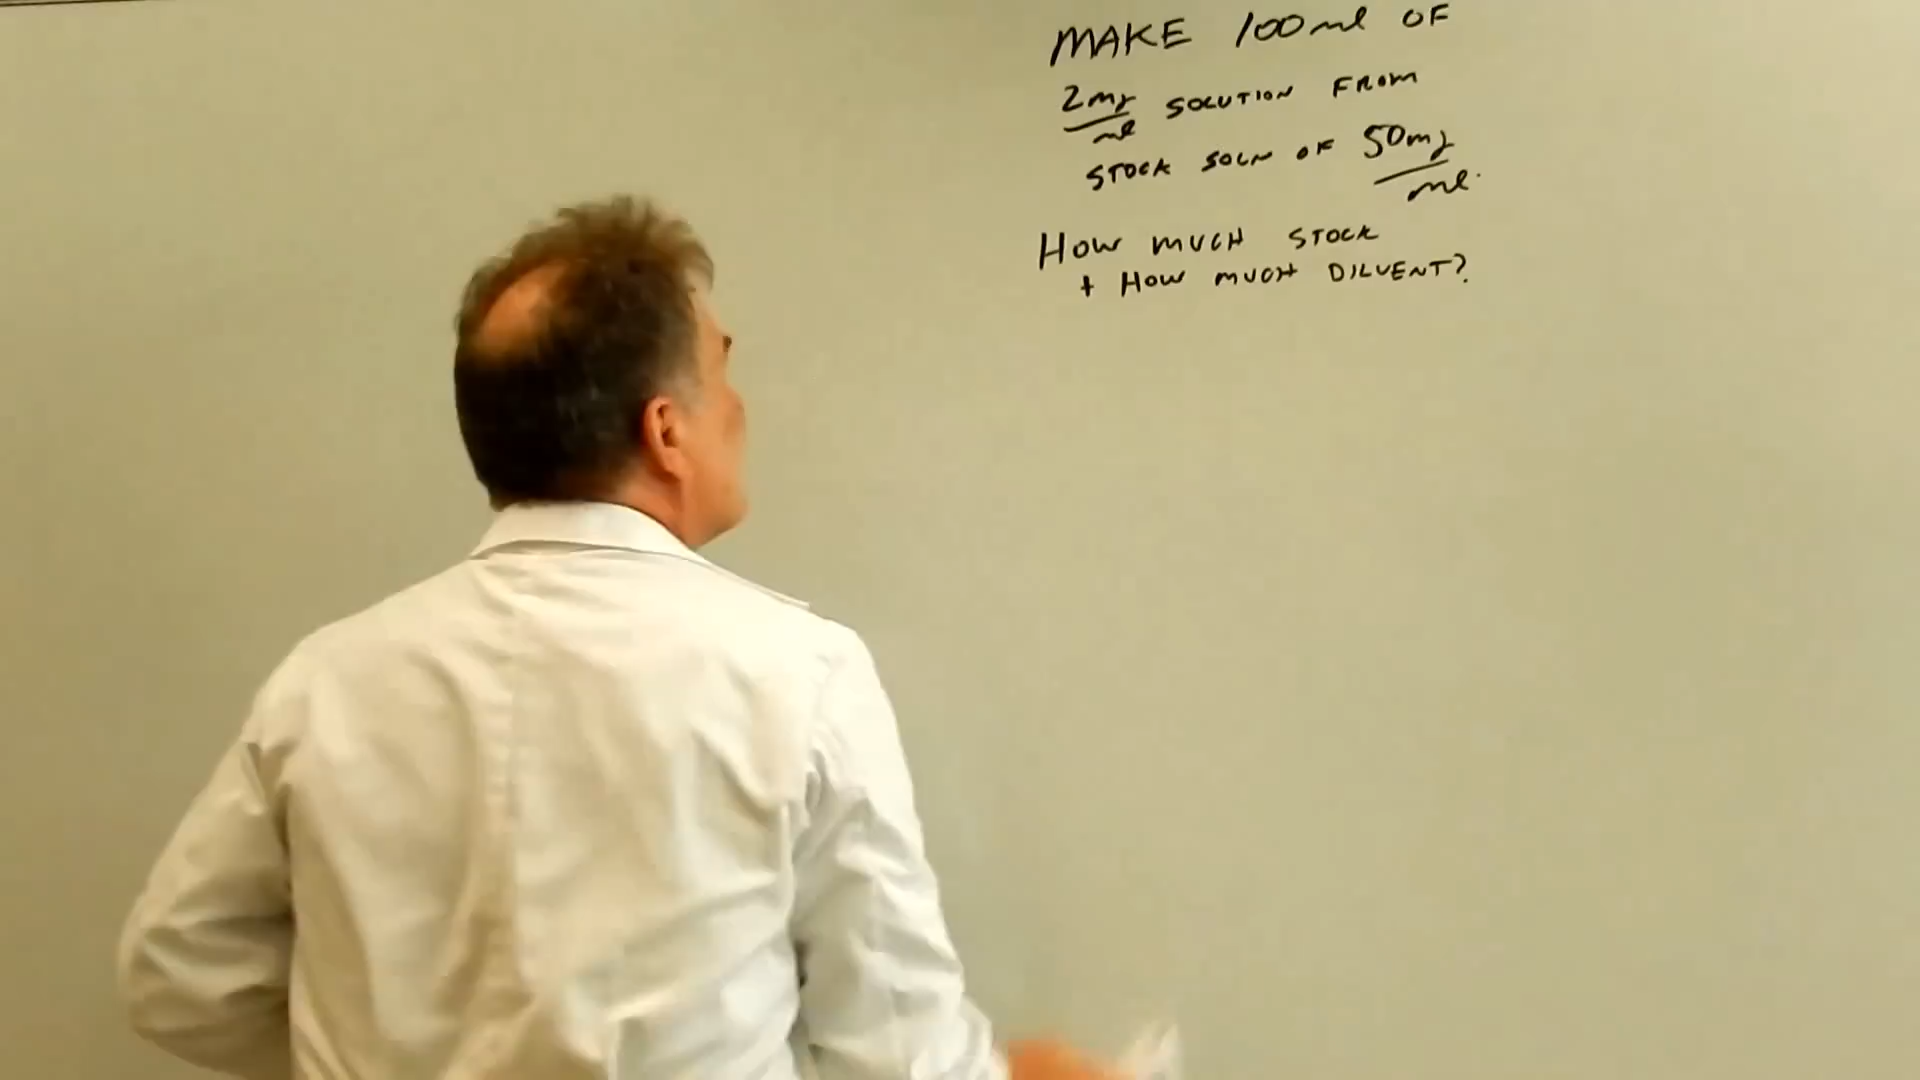 MAKE 100ml OF
2mg/ml SOLUTION FROM
STOCK SOLN OF 50mg/ml.
HOW MUCH STOCK
+ HOW MUCH DILUENT?